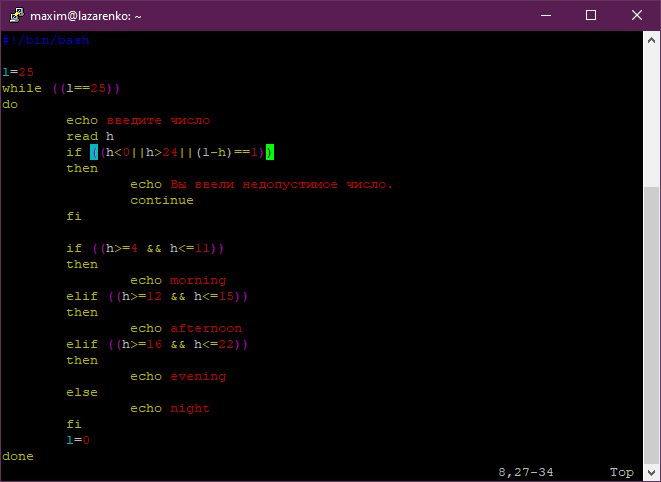 maxim@lazarenko: ~
#!/bin/bash
l=25
while ((l==25))
do
echo введите число
read h
if ((h<0||h>24||(l-h)==1))
then
echo Вы ввели недопустимое число.
continue
fi
if ((h>=4 && h<=11))
then
echo morning
elif ((h>=12 && h<=15))
then
echo afternoon
elif ((h>=16 && h<=22))
then
echo evening
else
echo night
fi
l=0
done
8,27-34 Top